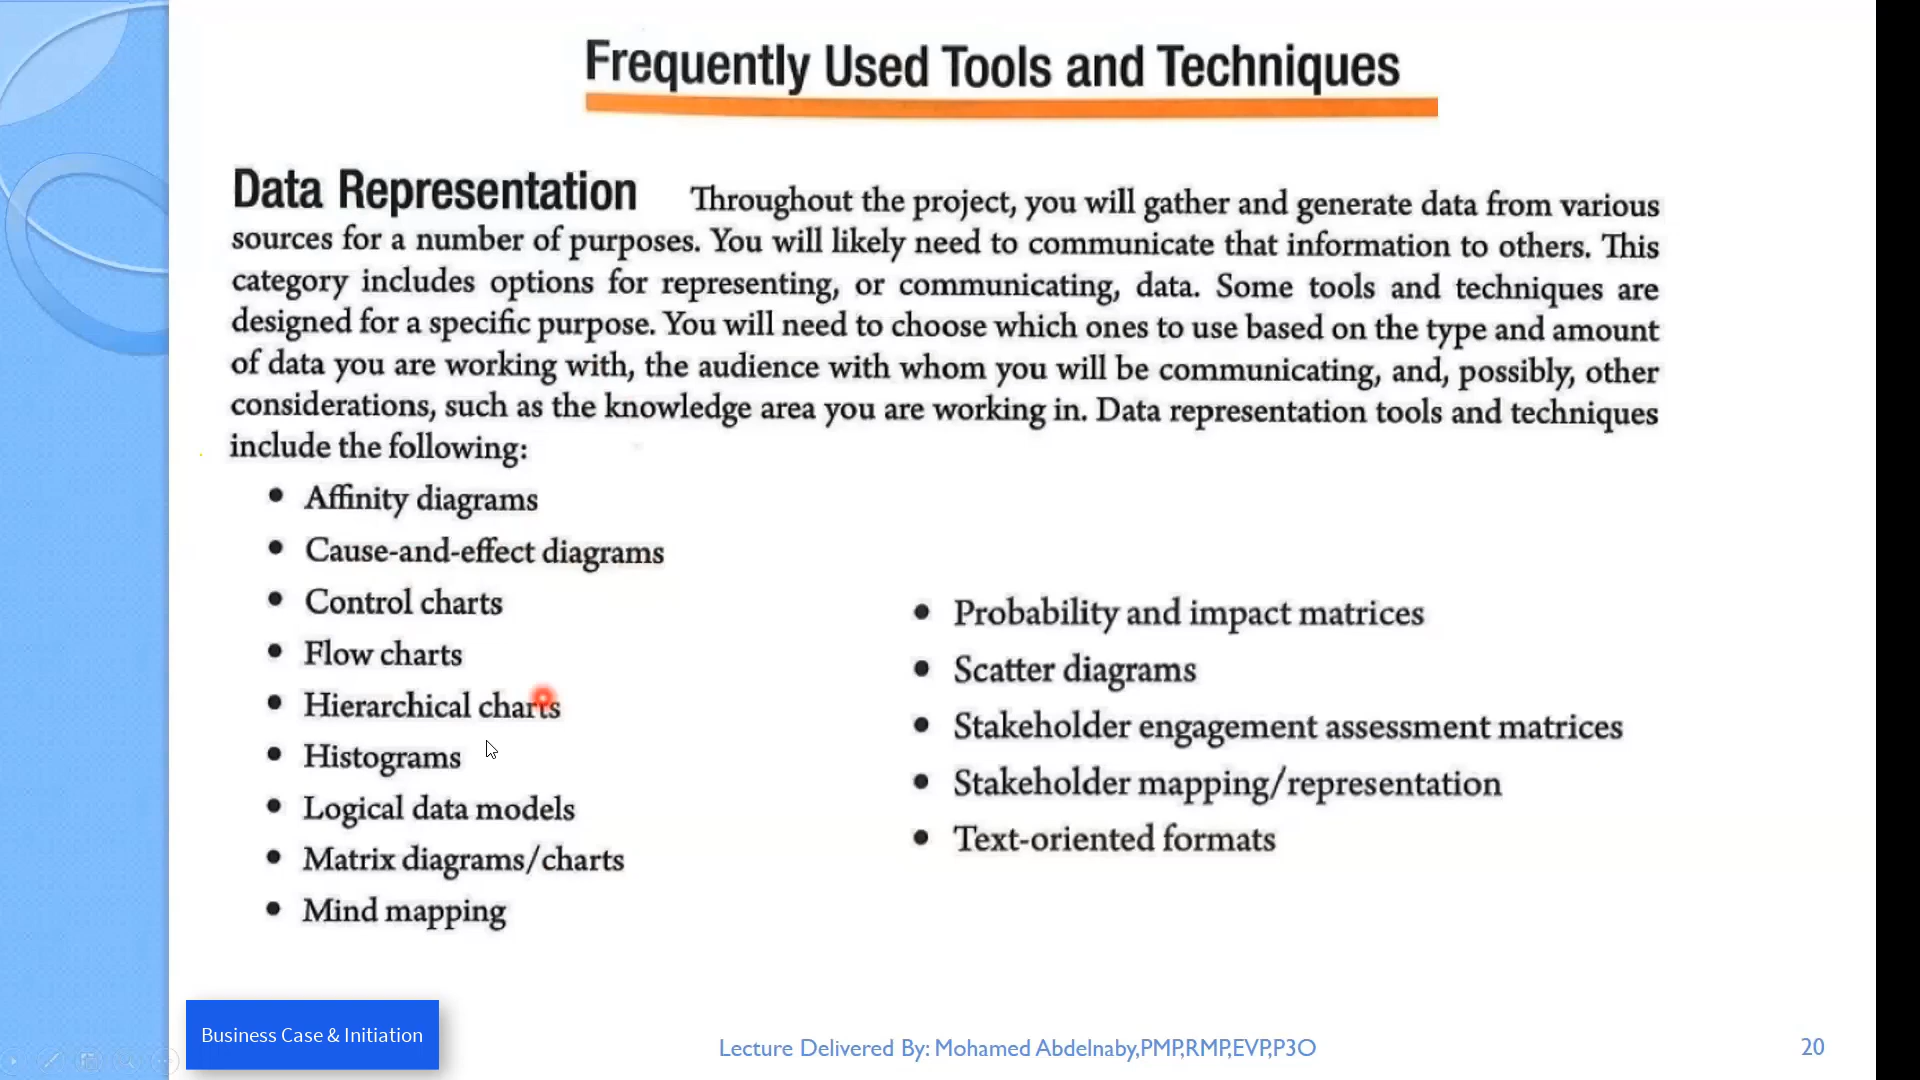 Frequently Used Tools and Techniques
Data Representation Throughout the project, you will gather and generate data from various
sources for a number of purposes. You will likely need to communicate that information to others. This
category includes options for representing, or communicating, data. Some tools and techniques are
designed for a specific purpose. You will need to choose which ones to use based on the type and amount
of data you are working with, the audience with whom you will be communicating, and, possibly, other
considerations, such as the knowledge area you are working in. Data representation tools and techniques
include the following:
• Affinity diagrams
• Cause-and-effect diagrams
• Control charts
• Flow charts
• Hierarchical charts
• Histograms
• Logical data models
• Matrix diagrams/charts
• Mind mapping
• Probability and impact matrices
• Scatter diagrams
• Stakeholder engagement assessment matrices
• Stakeholder mapping/representation
• Text-oriented formats
Business Case & Initiation
Lecture Delivered By: Mohamed Abdelnaby,PMP,RMP,EVP,P3O
20